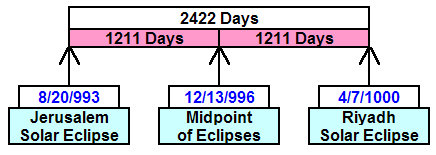 2422 Days
1211 Days 1211 Days
8/20/993 12/13/996 4/7/1000
Jerusalem
Solar Eclipse
Midpoint
of Eclipses
Riyadh
Solar Eclipse